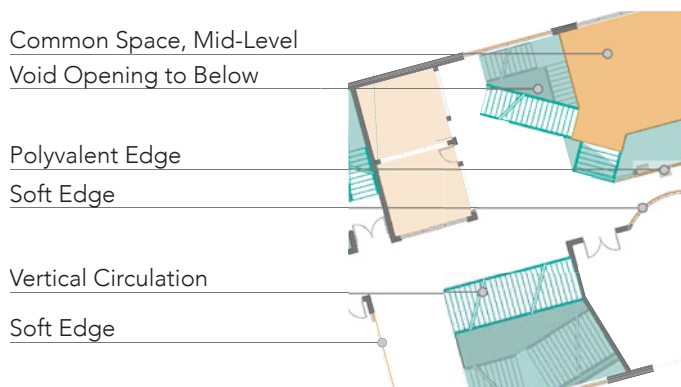 Common Space, Mid-Level
Void Opening to Below
Polyvalent Edge
Soft Edge
Vertical Circulation
Soft Edge